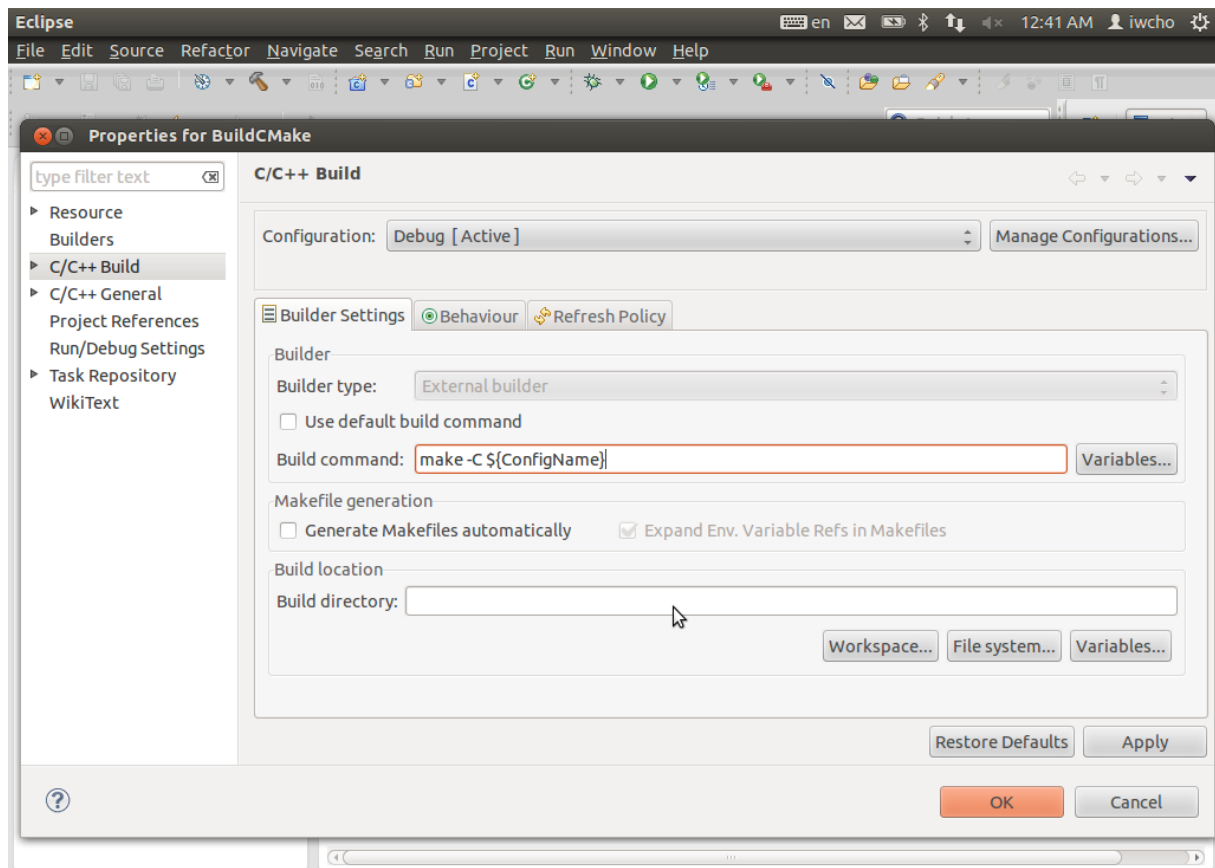 Eclipse en 12:41 AM iwcho
File Edit Source Refactor Navigate Search Run Project Run Window Help
Properties for BuildCMake
type filter text
C/C++ Build
Resource
Builders
C/C++ Build
C/C++ General
Project References
Run/Debug Settings
Task Repository
WikiText
Configuration: Debug [ Active ] Manage Configurations...
Builder Settings Behaviour Refresh Policy
Builder
Builder type: External builder
Use default build command
Build command: make -C ${ConfigName} Variables...
Makefile generation
Generate Makefiles automatically Expand Env. Variable Refs in Makefiles
Build location
Build directory:
Workspace... File system... Variables...
Restore Defaults Apply
OK Cancel